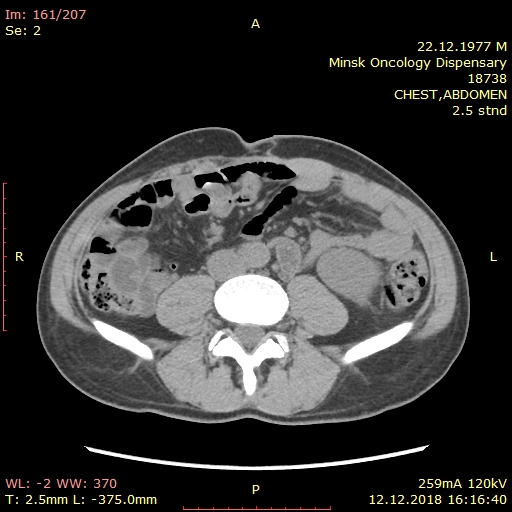 Im: 161/207
Se: 2
A
22.12.1977 M
Minsk Oncology Dispensary
18738
CHEST,ABDOMEN
2.5 stnd
R
L
WL: -2 WW: 370
T: 2.5mm L: -375.0mm
P
259mA 120kV
12.12.2018 16:16:40